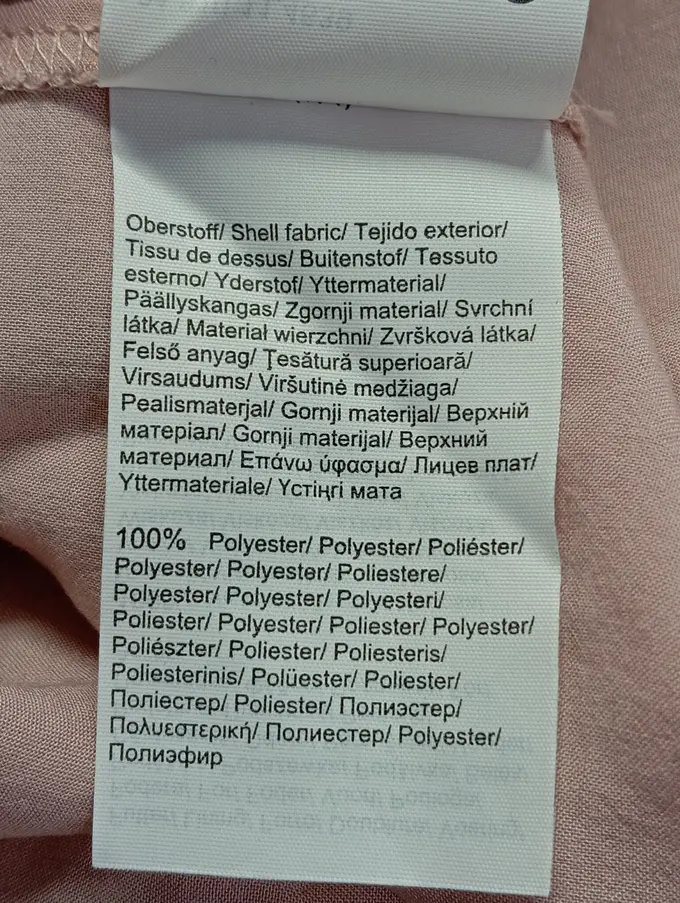 Oberstoff/ Shell fabric/ Tejido exterior/
Tissu de dessus/ Buitenstof/ Tessuto
esterno/ Yderstof/ Yttermaterial/
Päällyskangas/ Zgornji material/ Svrchní
látka/ Materiał wierzchni/ Zvršková látka/
Felső anyag/ Ţesătură superioară/
Virsaudums/ Viršutinė medžiaga/
Pealismaterjal/ Gornji materijal/ Верхній
матеріал/ Gornji materijal/ Верхний
материал/ Επάνω ύφασμα/ Лицев плат/
Yttermateriale/ Үстіңгі мата
100% Polyester/ Polyester/ Poliéster/
Polyester/ Polyester/ Poliestere/
Polyester/ Polyester/ Polyesteri/
Poliester/ Polyester/ Poliester/ Polyester/
Poliészter/ Poliester/ Poliesteris/
Poliesterinis/ Polüester/ Poliester/
Поліестер/ Poliester/ Полиэстер/
Πολυεστερική/ Полиестер/ Polyester/
Полиэфир